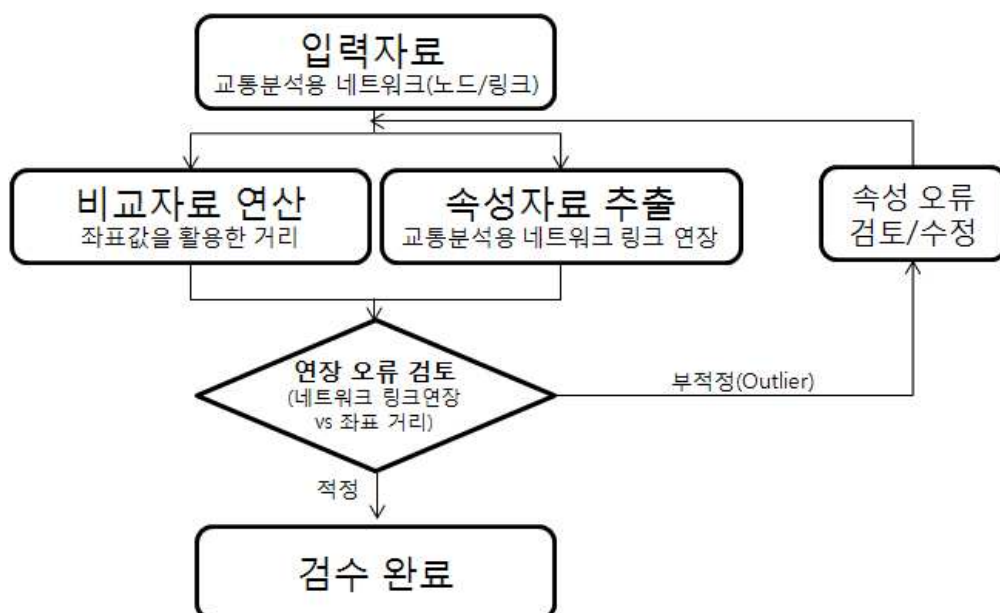 입력자료
교통분석용 네트워크(노드/링크)
비교자료 연산
좌표값을 활용한 거리
속성자료 추출
교통분석용 네트워크 링크 연장
속성 오류
검토/수정
연장 오류 검토
(네트워크 링크연장
vs 좌표 거리)
부적정(Outlier)
적정
검수 완료